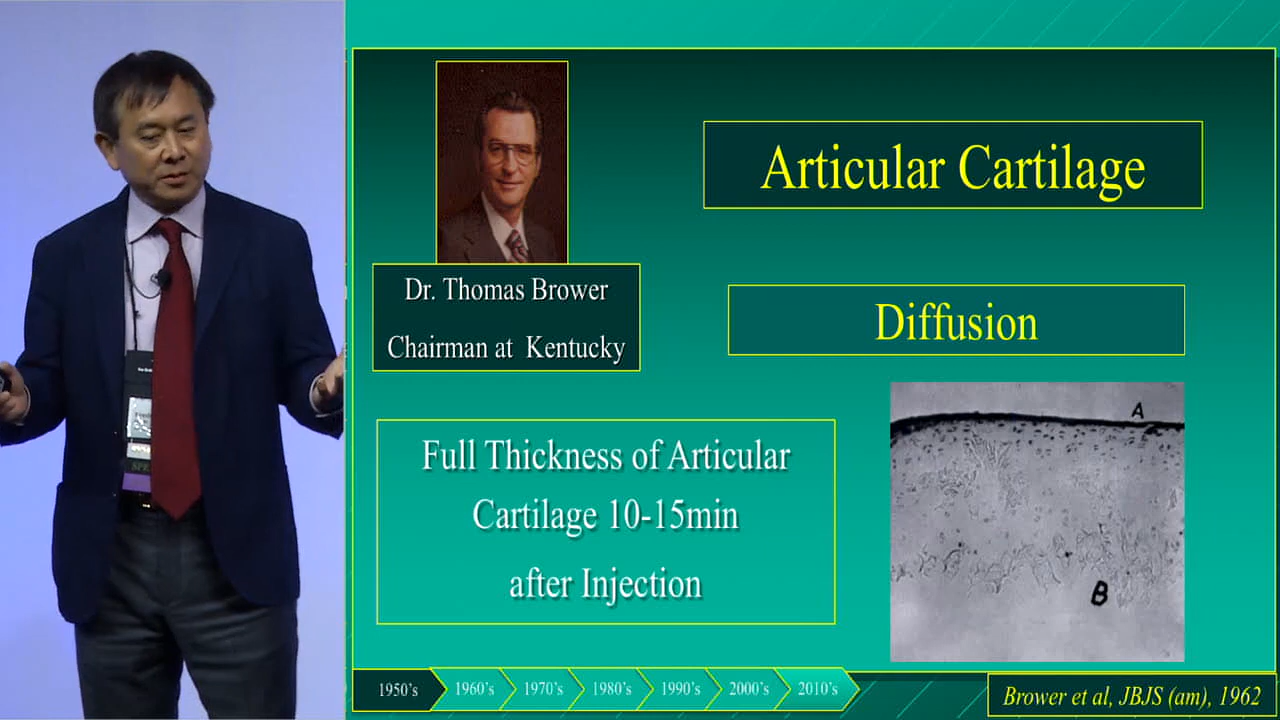 Dr. Thomas Brower
Chairman at Kentucky
Articular Cartilage
Diffusion
Full Thickness of Articular
Cartilage 10-15min
after Injection
A
B
1950’s
1960’s
1970’s
1980’s
1990’s
2000’s
2010’s
Brower et al, JBJS (am), 1962